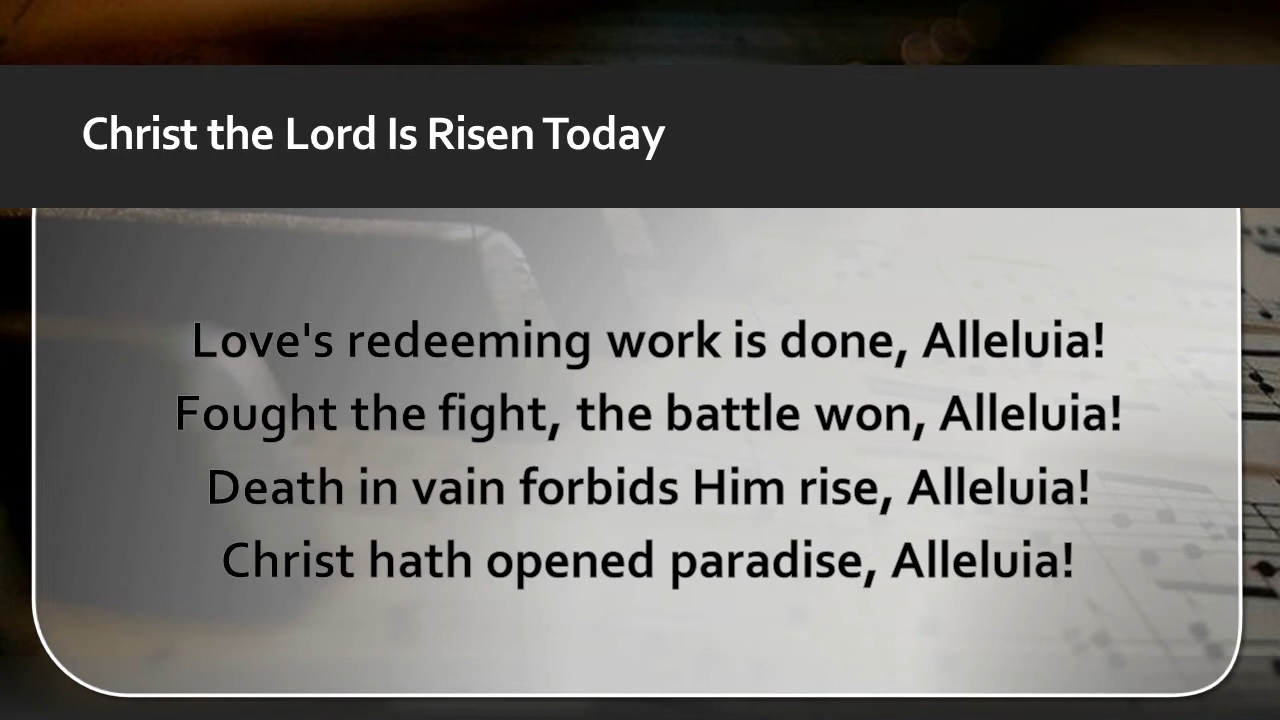 Christ the Lord Is Risen Today
Love's redeeming work is done, Alleluia!
Fought the fight, the battle won, Alleluia!
Death in vain forbids Him rise, Alleluia!
Christ hath opened paradise, Alleluia!